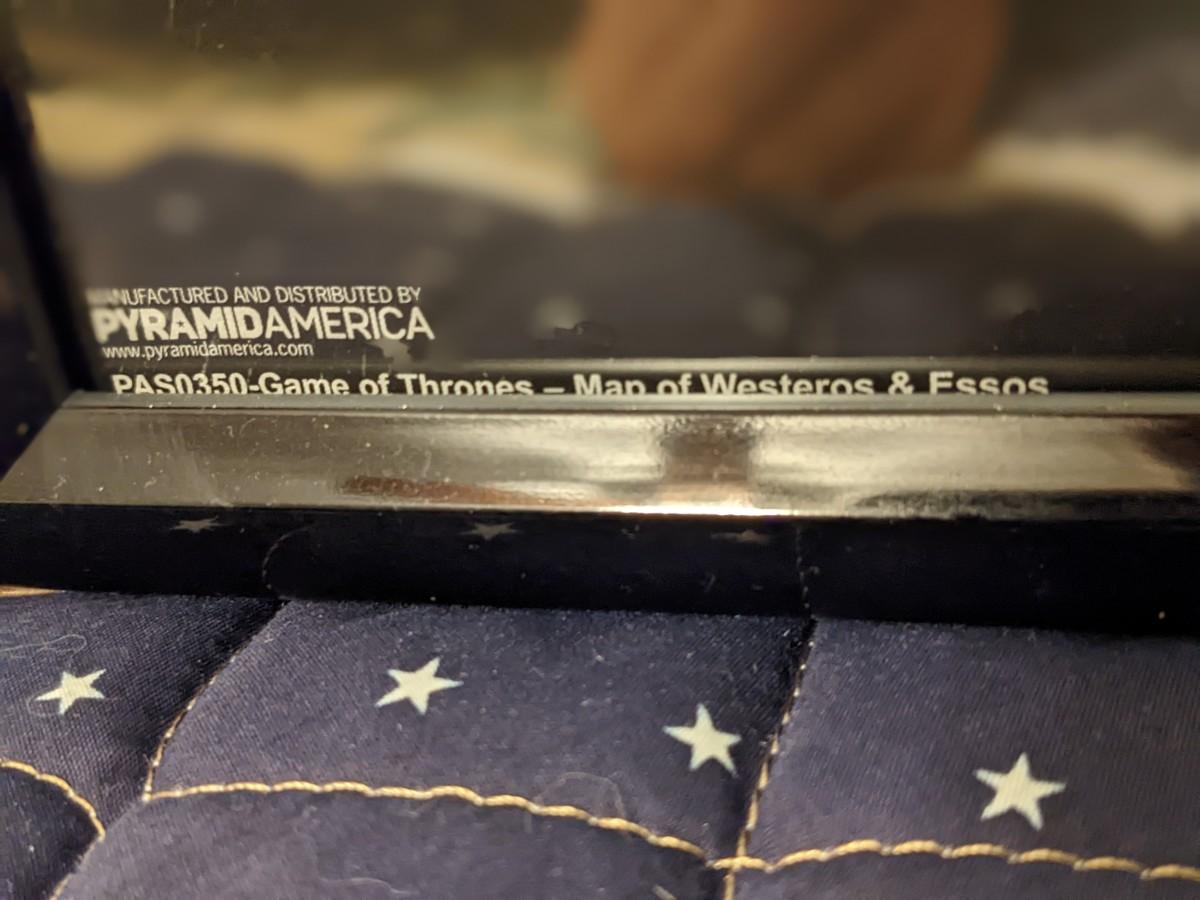 MANUFACTURED AND DISTRIBUTED BY
PYRAMIDAMERICA
www.pyramidamerica.com
PAS0350-Game of Thrones – Map of Westeros & Essos